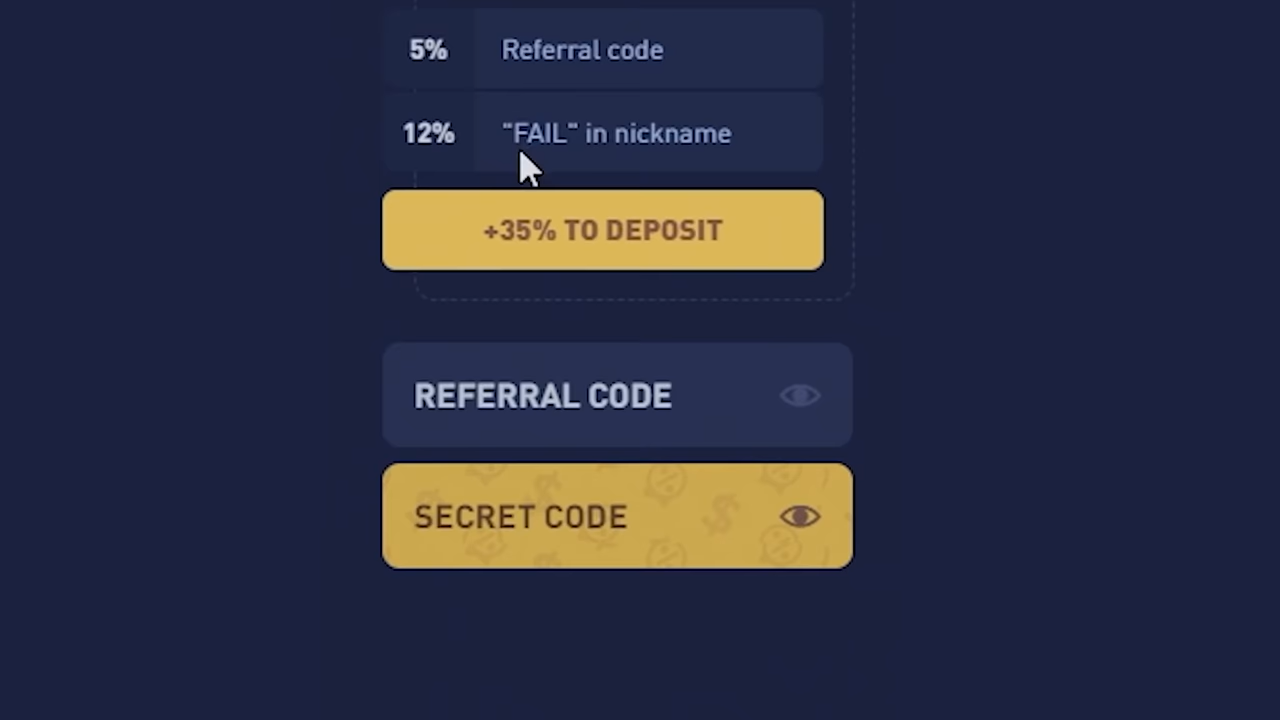 5% Referral code
12% "FAIL" in nickname
+35% TO DEPOSIT
REFERRAL CODE
SECRET CODE